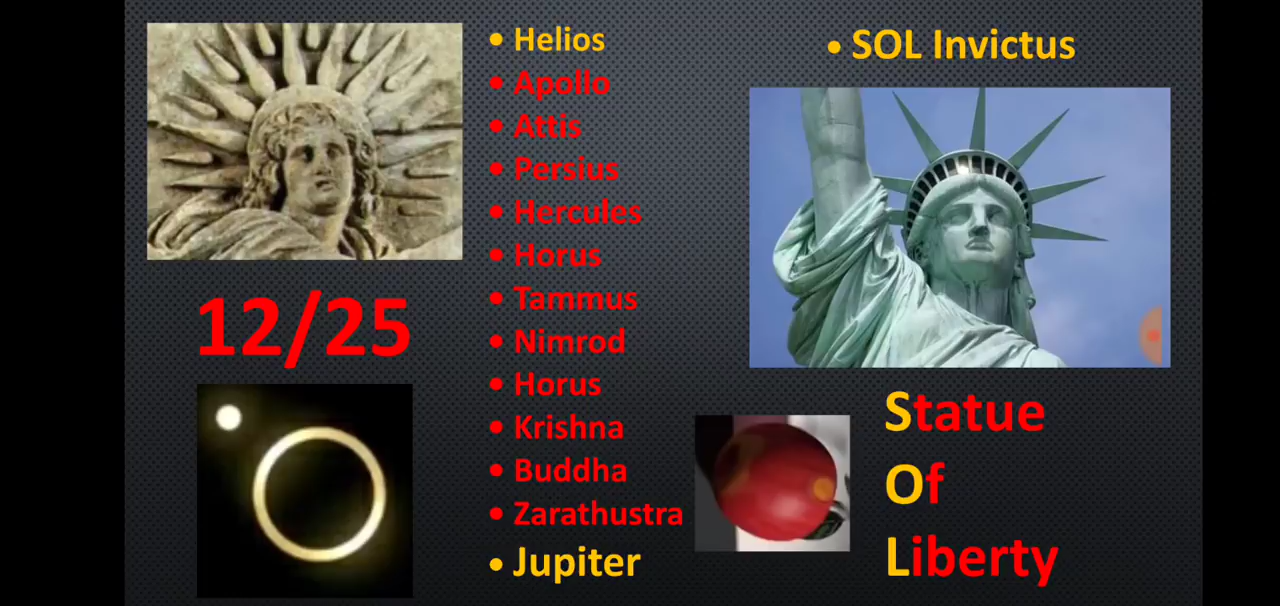 • Helios
• Apollo
• Attis
• Persius
• Hercules
• Horus
• Tammus
• Nimrod
• Horus
• Krishna
• Buddha
• Zarathustra
• Jupiter
12/25
• SOL Invictus
Statue
Of
Liberty